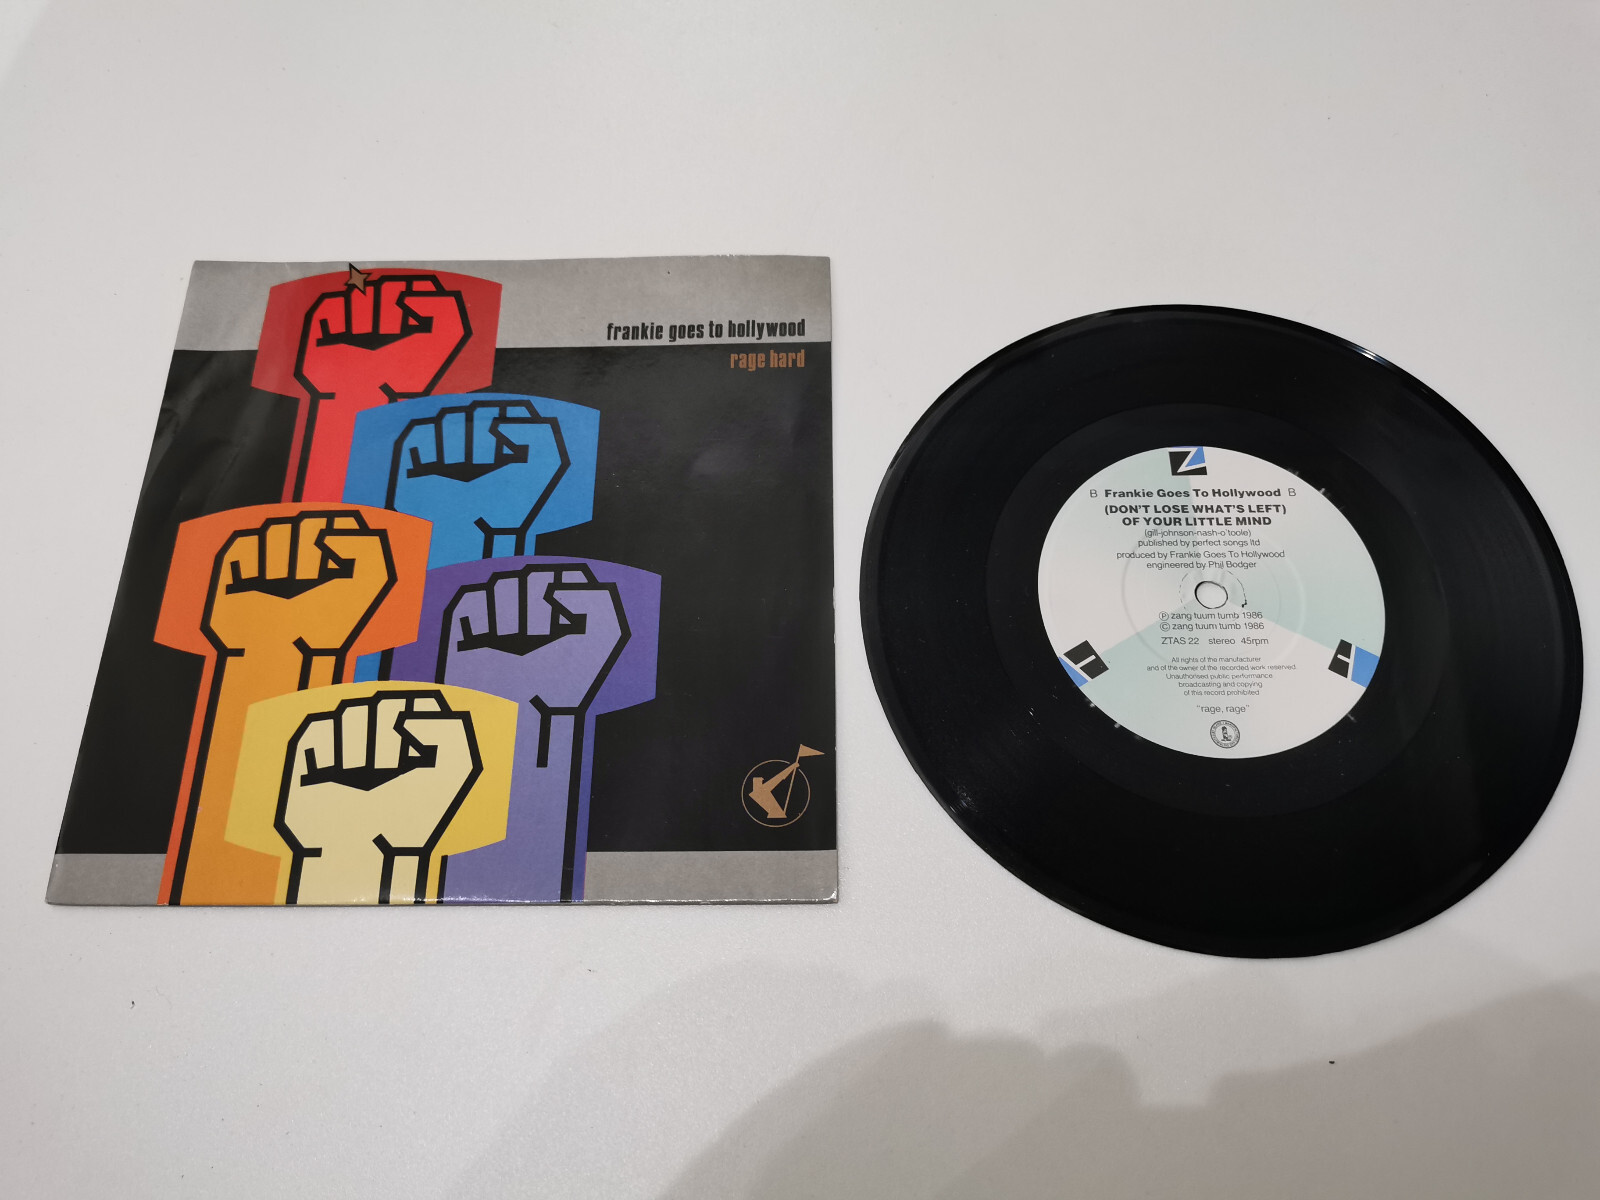 frankie goes to hollywood
rage hard
Z
B Frankie Goes To Hollywood B
(DON'T LOSE WHAT'S LEFT)
OF YOUR LITTLE MIND
(gill-johnson-nash-o'toole)
published by perfect songs ltd
produced by Frankie Goes To Hollywood
engineered by Phil Bodger
Ⓟ zang tuum tumb 1986
© zang tuum tumb 1986
ZTAS 22 stereo 45rpm
All rights of the manufacturer
and of the owner of the recorded work reserved.
Unauthorised public performance,
broadcasting and copying
of this record prohibited
"rage, rage"